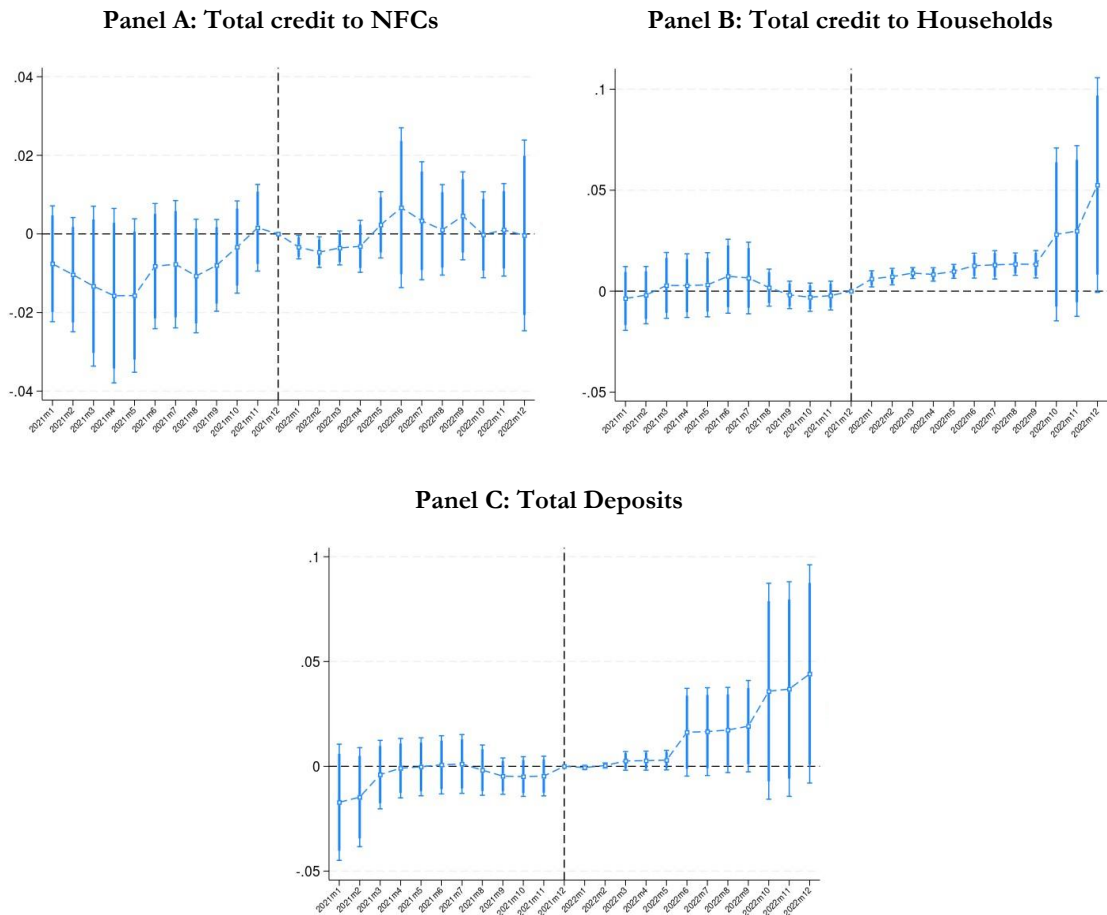 Panel A: Total credit to NFCs
.04
.02
0
-.02
-.04
2021m1
2021m2
2021m3
2021m4
2021m5
2021m6
2021m7
2021m8
2021m9
2021m10
2021m11
2021m12
2022m1
2022m2
2022m3
2022m4
2022m5
2022m6
2022m7
2022m8
2022m9
2022m10
2022m11
2022m12
Panel B: Total credit to Households
.1
.05
0
-.05
2021m1
2021m2
2021m3
2021m4
2021m5
2021m6
2021m7
2021m8
2021m9
2021m10
2021m11
2021m12
2022m1
2022m2
2022m3
2022m4
2022m5
2022m6
2022m7
2022m8
2022m9
2022m10
2022m11
2022m12
Panel C: Total Deposits
.1
.05
0
-.05
2021m1
2021m2
2021m3
2021m4
2021m5
2021m6
2021m7
2021m8
2021m9
2021m10
2021m11
2021m12
2022m1
2022m2
2022m3
2022m4
2022m5
2022m6
2022m7
2022m8
2022m9
2022m10
2022m11
2022m12